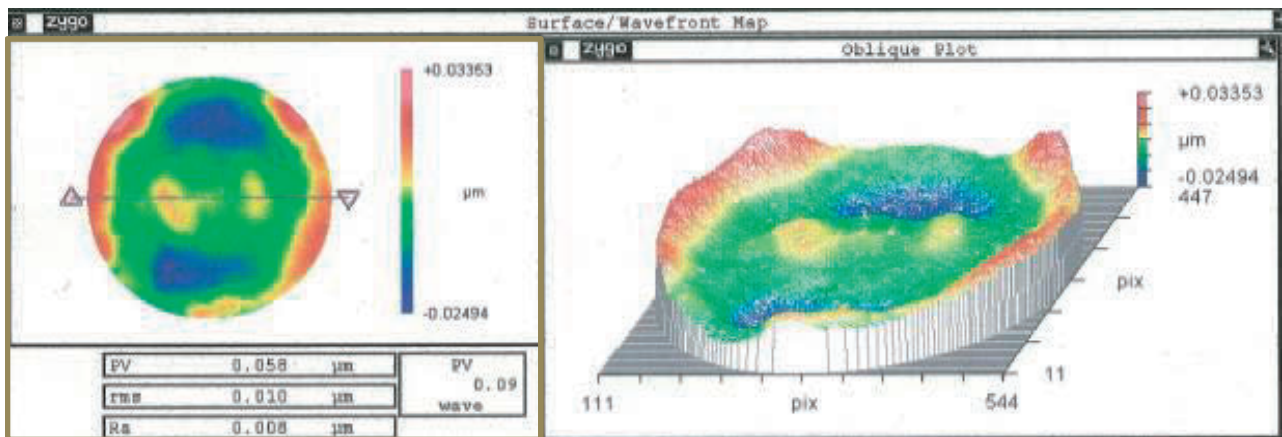 zygo Surface/Wavefront Map
zygo
+0.03353
µm
-0.02494
PV 0.058 µm
rms 0.010 µm
Ra 0.008 µm
PV
0.09
wave
zygo Oblique Plot
+0.03353
µm
-0.02494
447
pix
11
111 pix 544